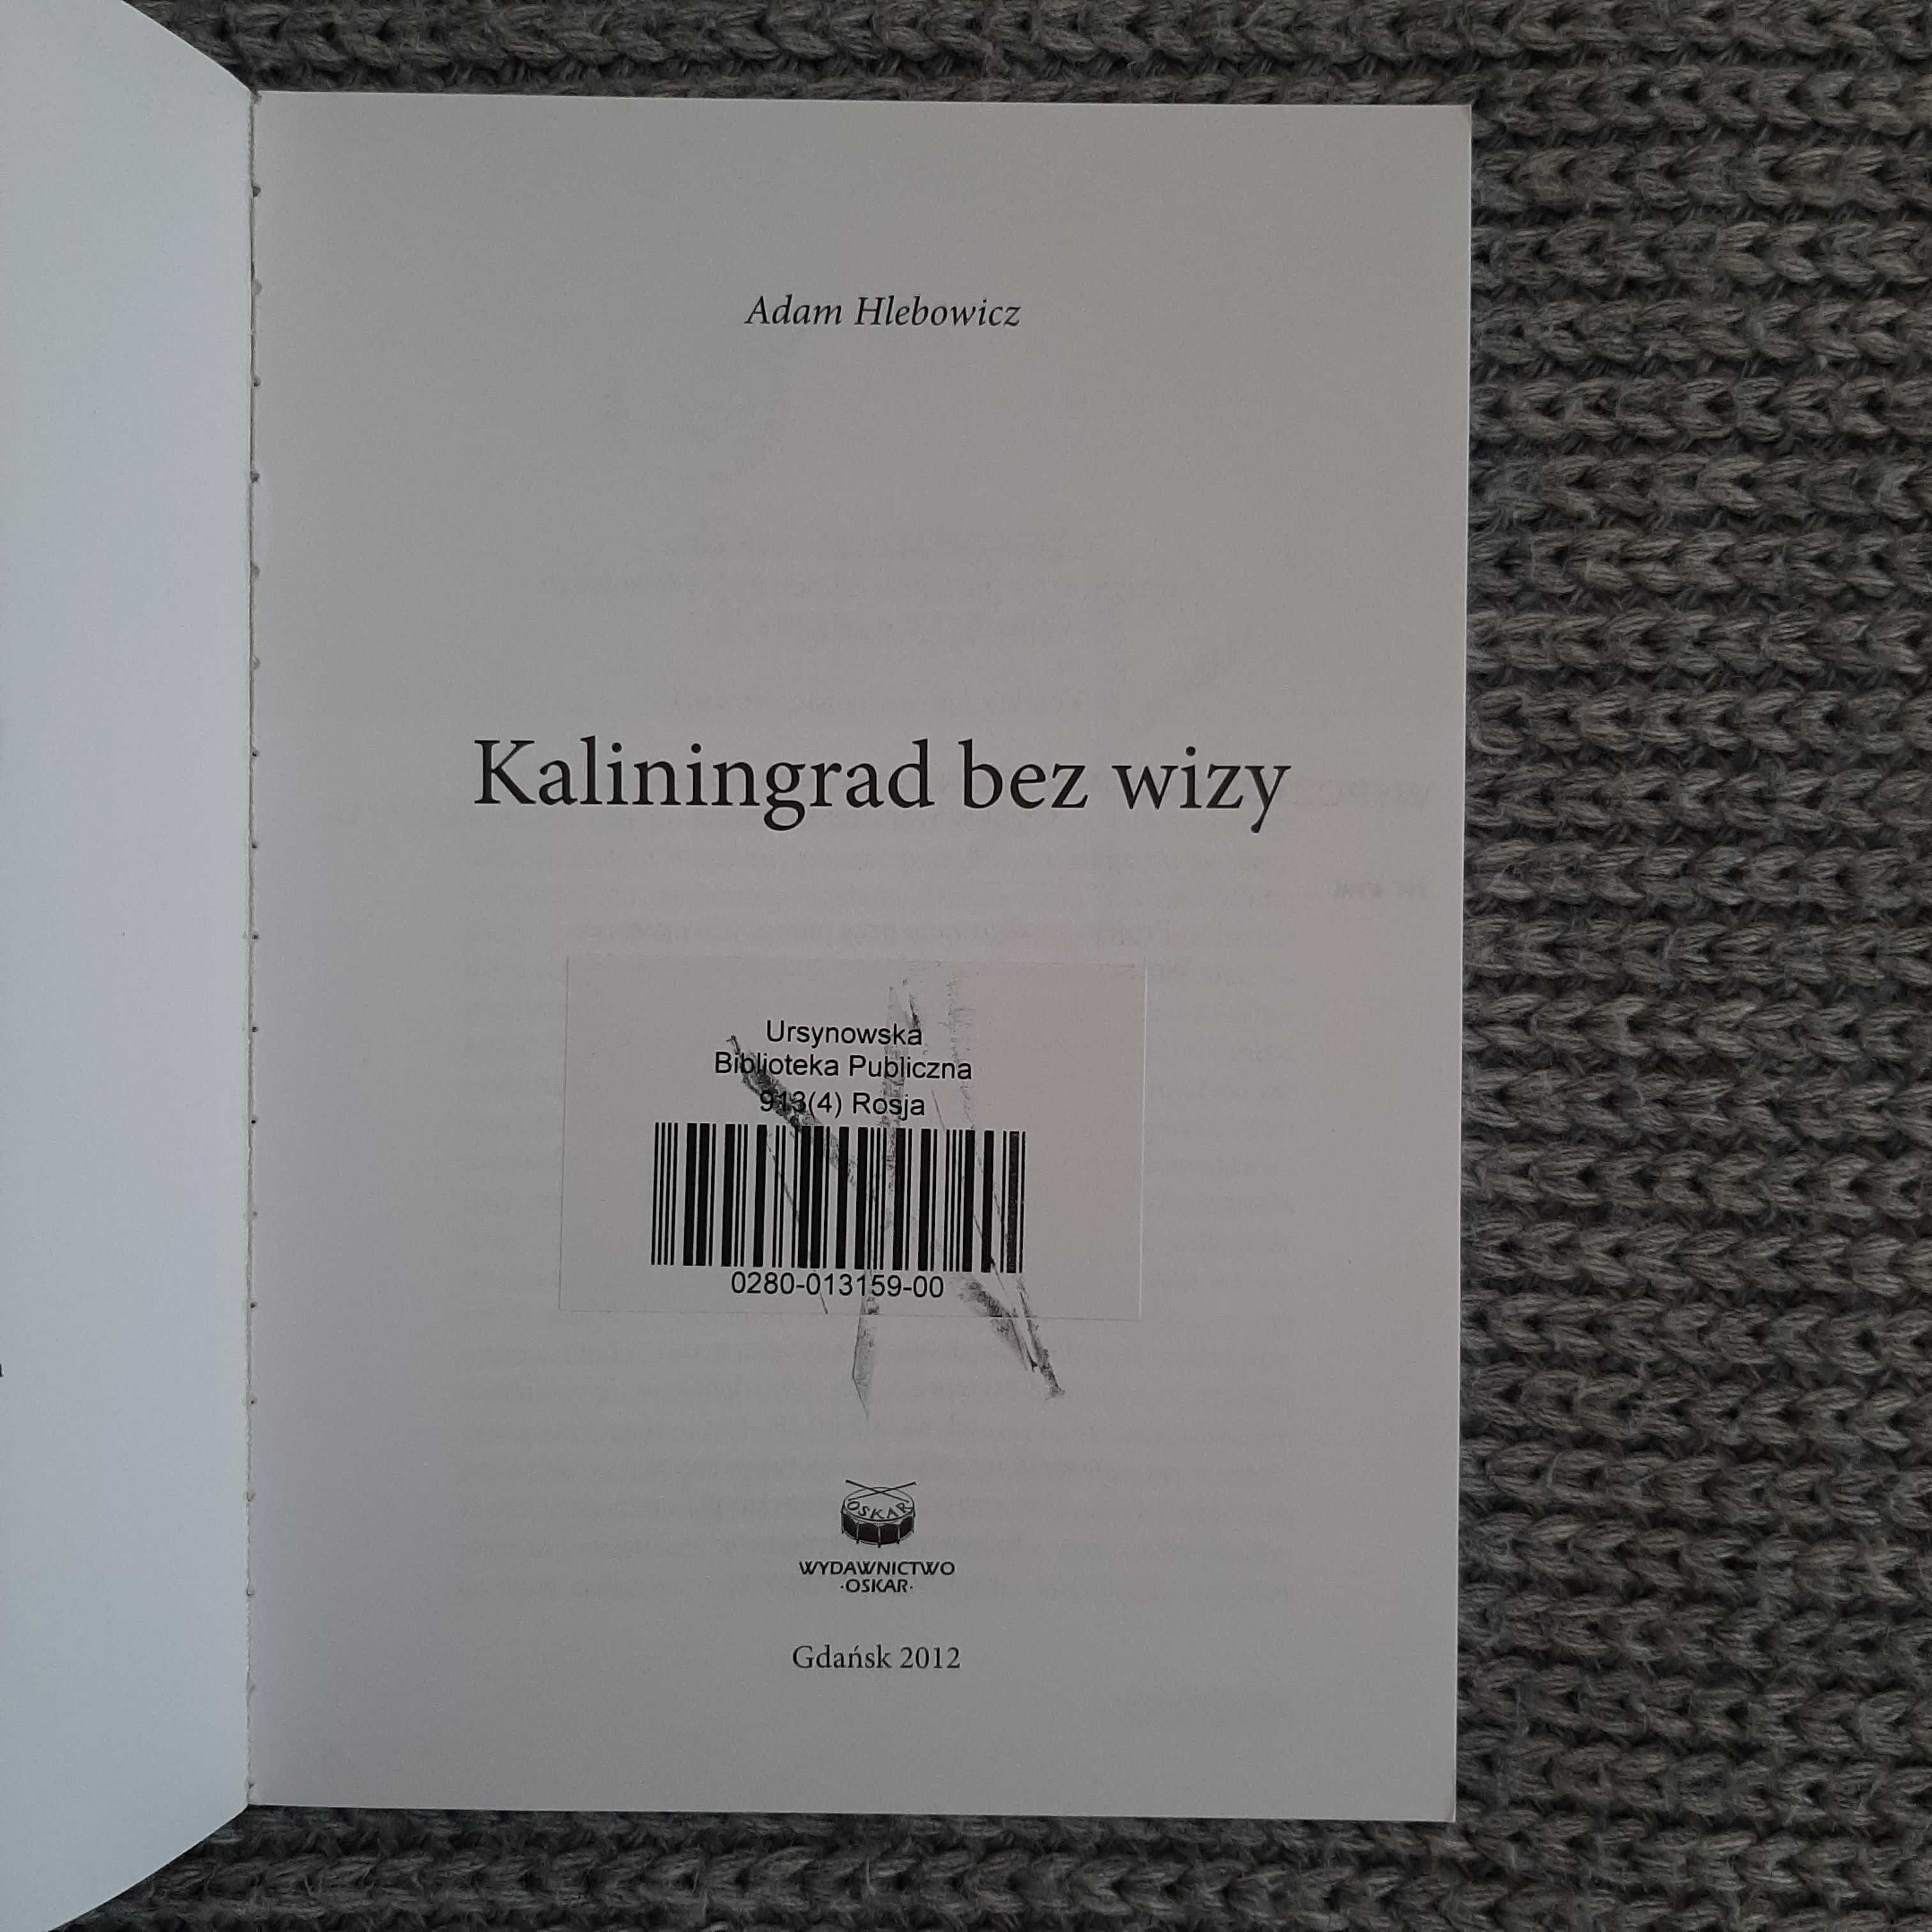 Adam Hlebowicz
Kaliningrad bez wizy
Ursynowska
Biblioteka Publiczna
913(4) Rosja
0280-013159-00
OSKAR
WYDAWNICTWO
·OSKAR·
Gdańsk 2012